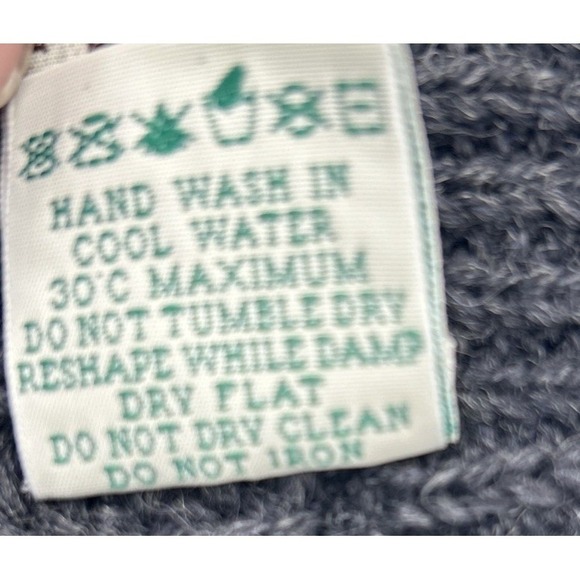 HAND WASH IN
COOL WATER
30°C MAXIMUM
DO NOT TUMBLE DRY
RESHAPE WHILE DAMP
DRY FLAT
DO NOT DRY CLEAN
DO NOT IRON